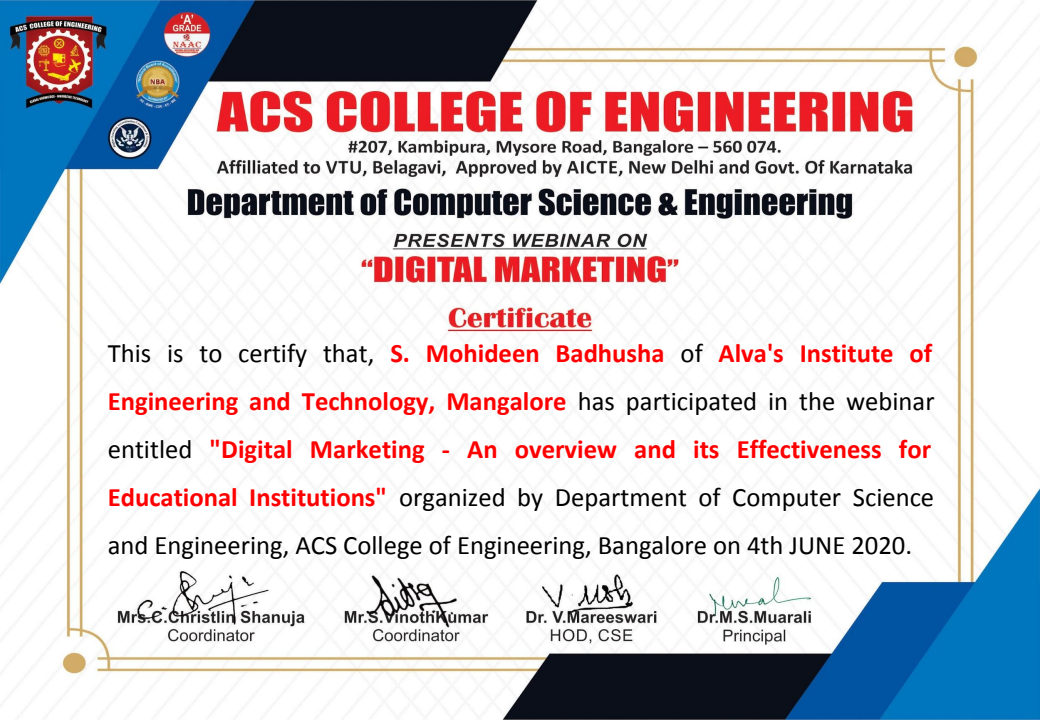 ACS COLLEGE OF ENGINEERING
'A'
GRADE
NAAC
NBA
ACS COLLEGE OF ENGINEERING
#207, Kambipura, Mysore Road, Bangalore – 560 074.
Affilliated to VTU, Belagavi, Approved by AICTE, New Delhi and Govt. Of Karnataka
Department of Computer Science & Engineering
PRESENTS WEBINAR ON
“DIGITAL MARKETING”
Certificate
This is to certify that, S. Mohideen Badhusha of Alva's Institute of
Engineering and Technology, Mangalore has participated in the webinar
entitled "Digital Marketing - An overview and its Effectiveness for
Educational Institutions" organized by Department of Computer Science
and Engineering, ACS College of Engineering, Bangalore on 4th JUNE 2020.
Mrs.C.Christlin Shanuja
Coordinator
Mr.S.VinothKumar
Coordinator
Dr. V.Mareeswari
HOD, CSE
Dr.M.S.Muarali
Principal